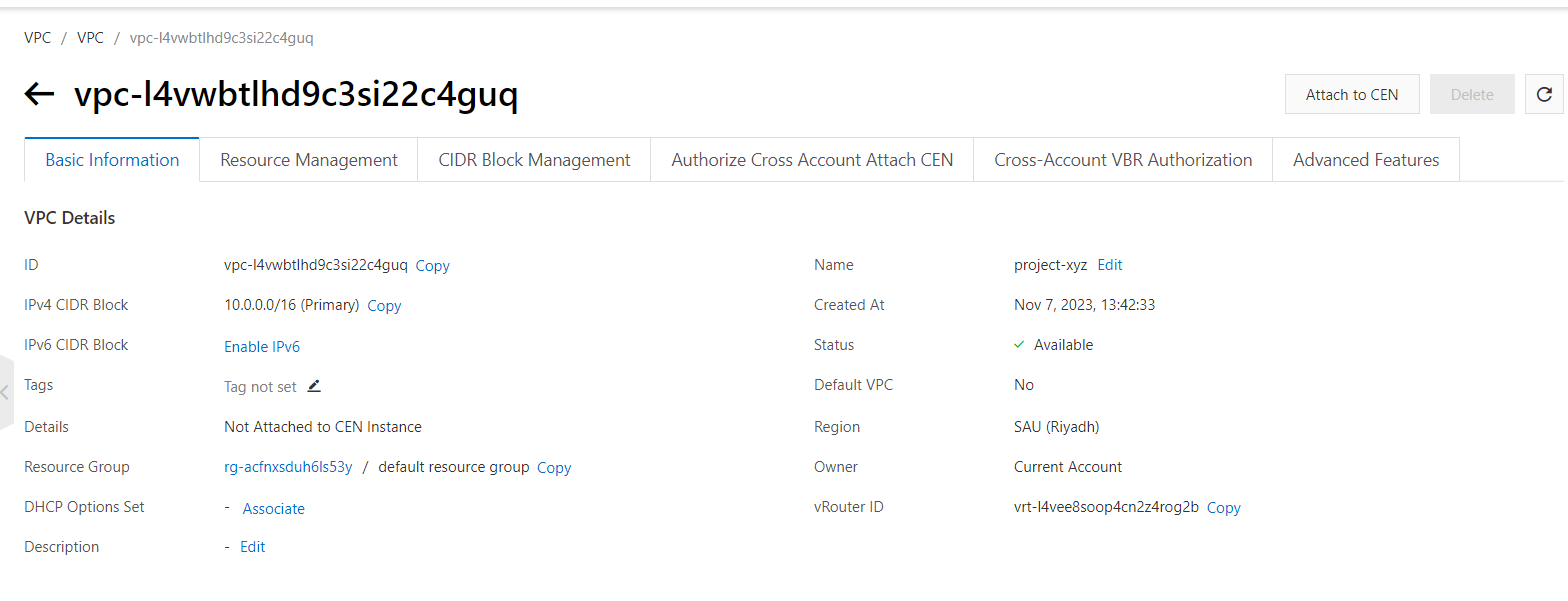 VPC / VPC / vpc-l4vwbtlhd9c3si22c4guq
vpc-l4vwbtlhd9c3si22c4guq
Attach to CEN
Delete
Basic Information
Resource Management
CIDR Block Management
Authorize Cross Account Attach CEN
Cross-Account VBR Authorization
Advanced Features
VPC Details
ID vpc-l4vwbtlhd9c3si22c4guq Copy
Name project-xyz Edit
IPv4 CIDR Block 10.0.0.0/16 (Primary) Copy
Created At Nov 7, 2023, 13:42:33
IPv6 CIDR Block Enable IPv6
Status Available
Tags Tag not set
Default VPC No
Details Not Attached to CEN Instance
Region SAU (Riyadh)
Resource Group rg-acfnxsduh6ls53y / default resource group Copy
Owner Current Account
DHCP Options Set - Associate
vRouter ID vrt-l4vee8soop4cn2z4rog2b Copy
Description - Edit